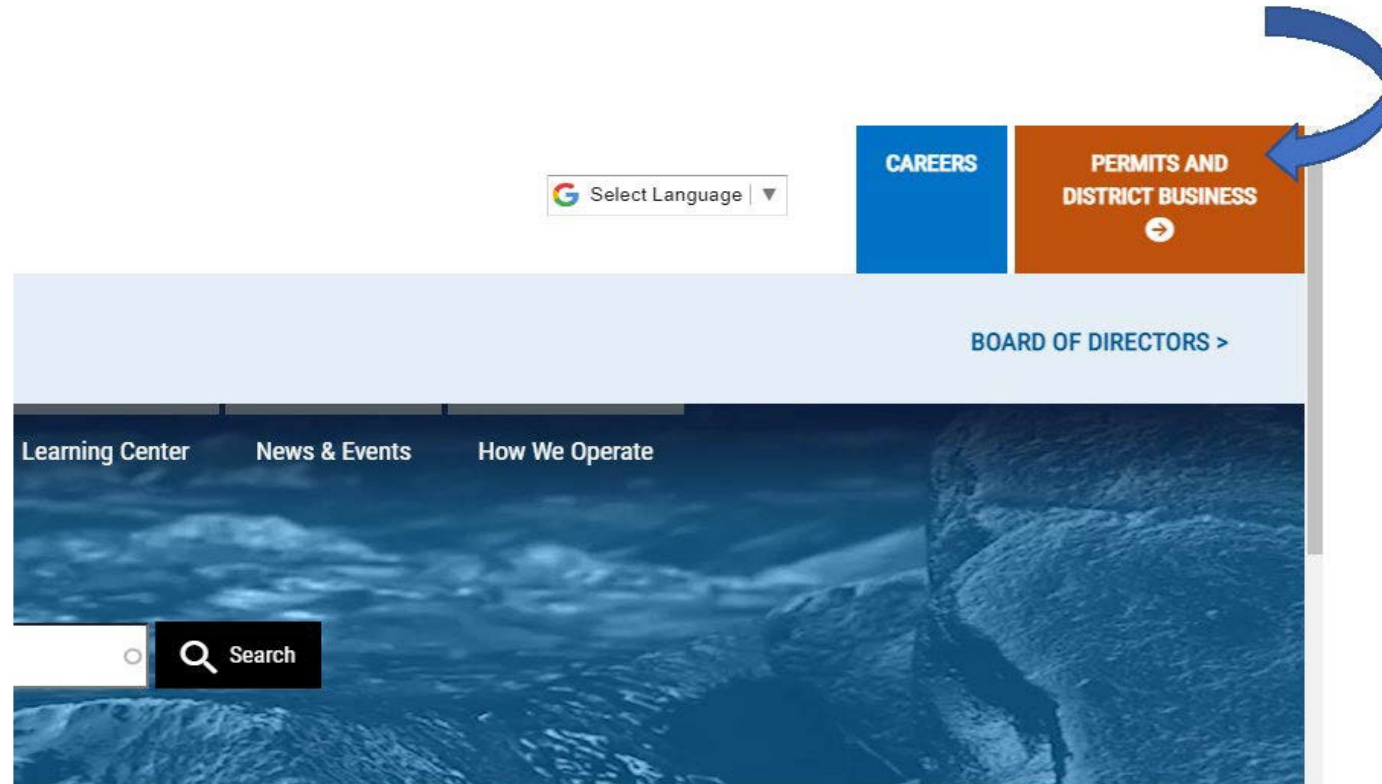 Select Language
CAREERS
PERMITS AND
DISTRICT BUSINESS
BOARD OF DIRECTORS >
Learning Center
News & Events
How We Operate
Search